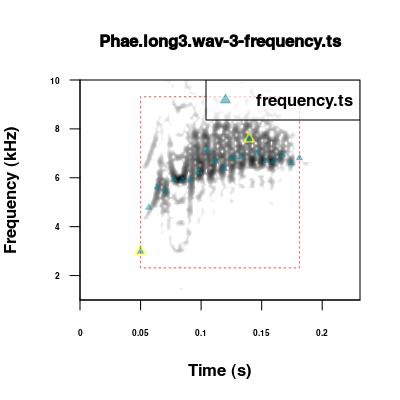 Phae.long3.wav-3-frequency.ts
frequency.ts
Frequency (kHz)
10
8
6
4
2
0 0.05 0.1 0.15 0.2
Time (s)